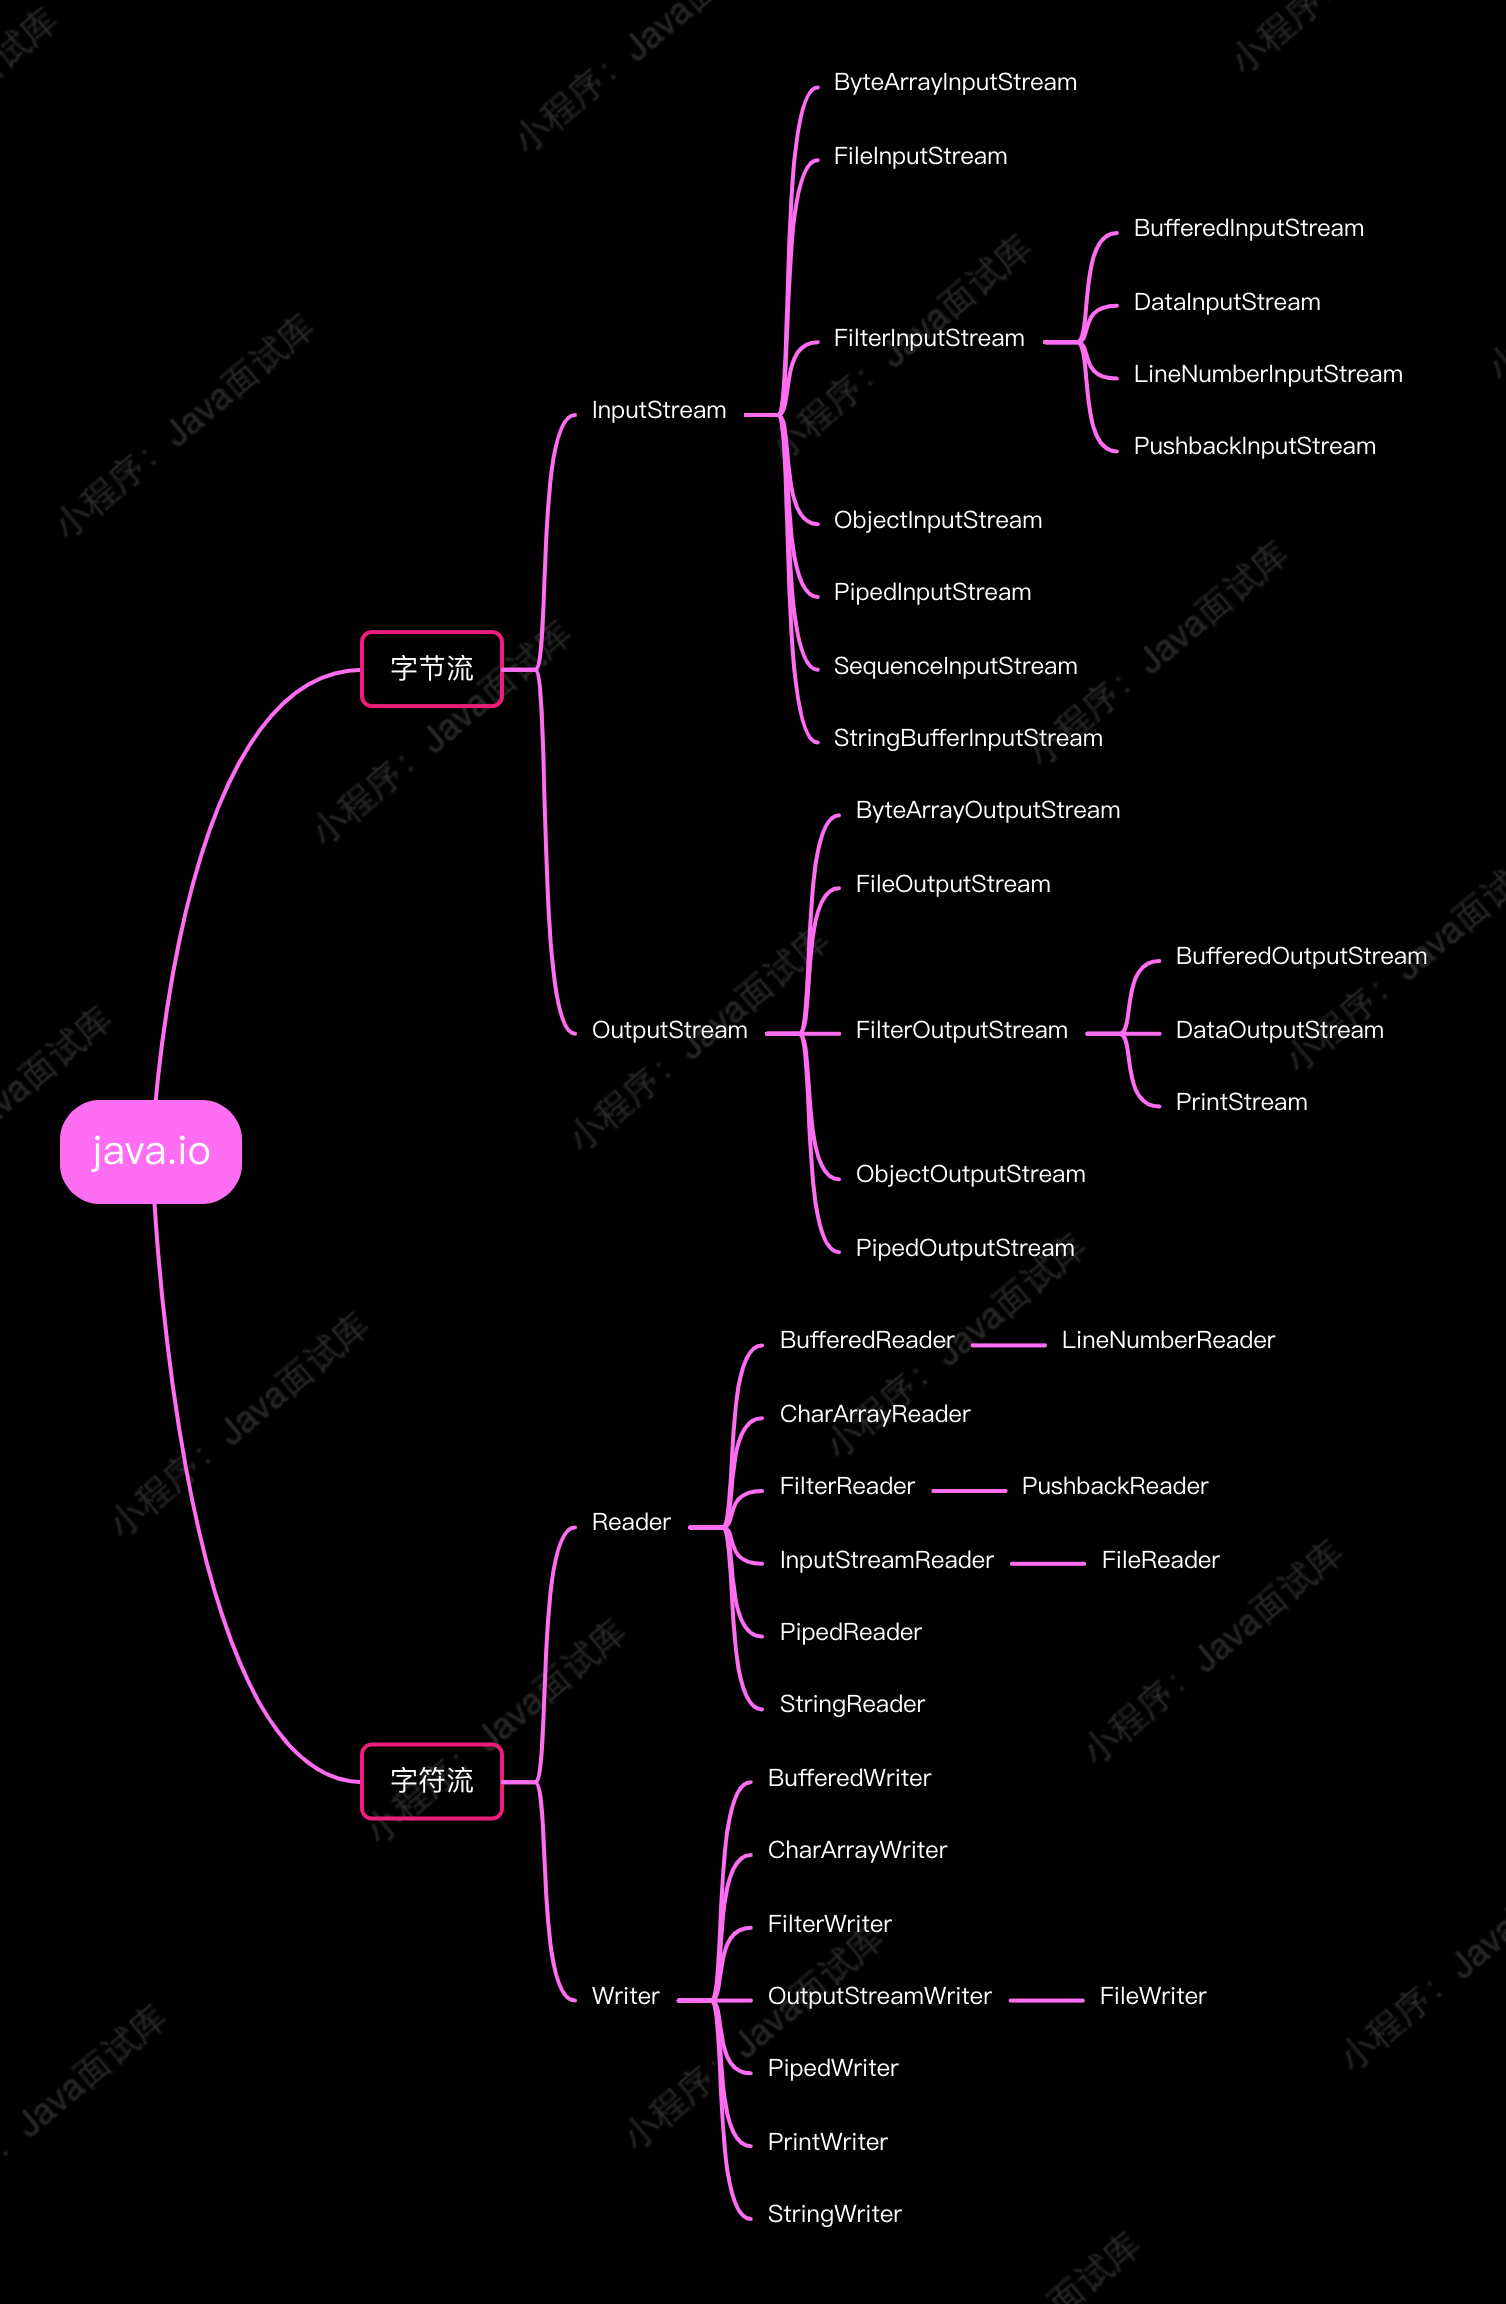 java.io
字节流
InputStream
ByteArrayInputStream
FileInputStream
FilterInputStream
BufferedInputStream
DataInputStream
LineNumberInputStream
PushbackInputStream
ObjectInputStream
PipedInputStream
SequenceInputStream
StringBufferInputStream
OutputStream
ByteArrayOutputStream
FileOutputStream
FilterOutputStream
BufferedOutputStream
DataOutputStream
PrintStream
ObjectOutputStream
PipedOutputStream
字符流
Reader
BufferedReader
LineNumberReader
CharArrayReader
FilterReader
PushbackReader
InputStreamReader
FileReader
PipedReader
StringReader
Writer
BufferedWriter
CharArrayWriter
FilterWriter
OutputStreamWriter
FileWriter
PipedWriter
PrintWriter
StringWriter
小程序：Java面试库